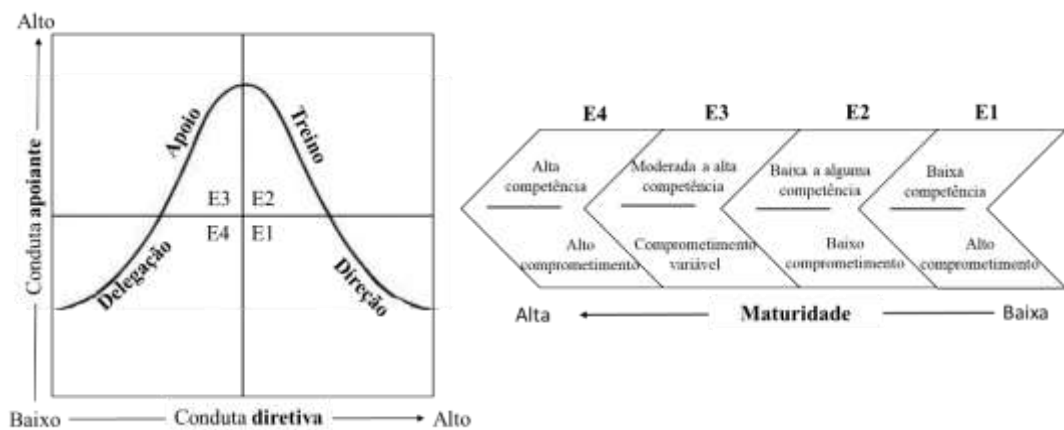 Alto
Conduta apoiante
Apoio
Treino
E3
E2
E4
E1
Delegação
Direção
Baixo
Conduta diretiva
Alto
E4
E3
E2
E1
Alta
competência
Moderada a alta
competência
Baixa a alguma
competência
Baixa
competência
Alto
comprometimento
Comprometimento
variável
Baixo
comprometimento
Alto
comprometimento
Alta
Maturidade
Baixa